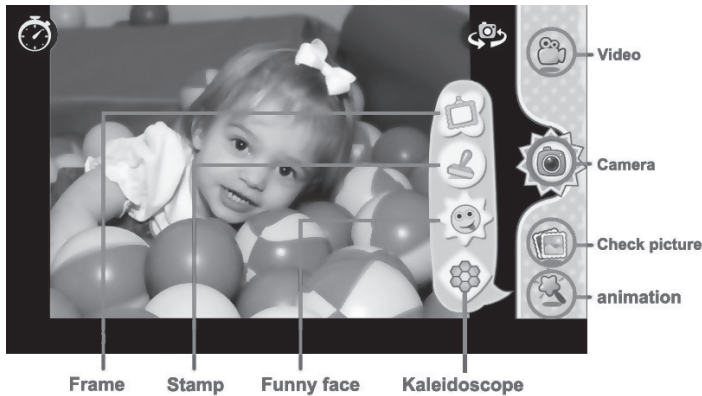 Video
Camera
Check picture
animation
Frame Stamp Funny face Kaleidoscope